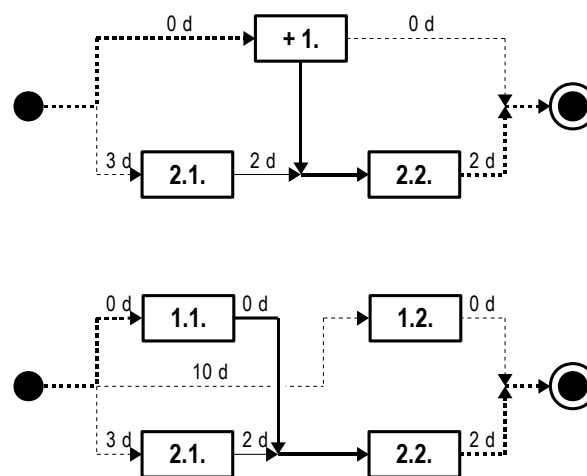 0 d + 1. 0 d
3 d 2.1. 2 d 2.2. 2 d
0 d 1.1. 0 d 1.2. 0 d
10 d
3 d 2.1. 2 d 2.2. 2 d